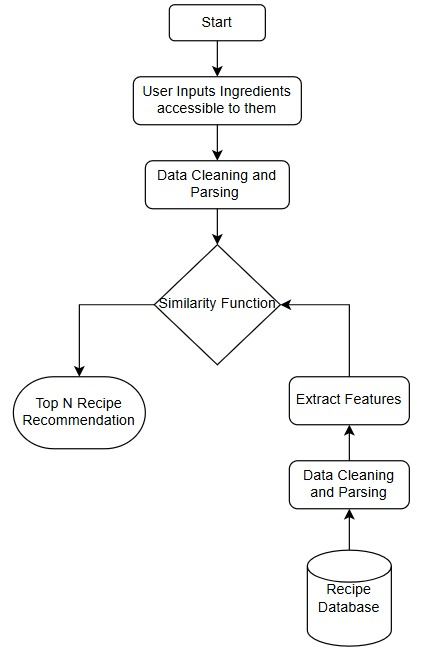 Start
User Inputs Ingredients
accessible to them
Data Cleaning and
Parsing
Similarity Function
Top N Recipe
Recommendation
Extract Features
Data Cleaning
and Parsing
Recipe
Database